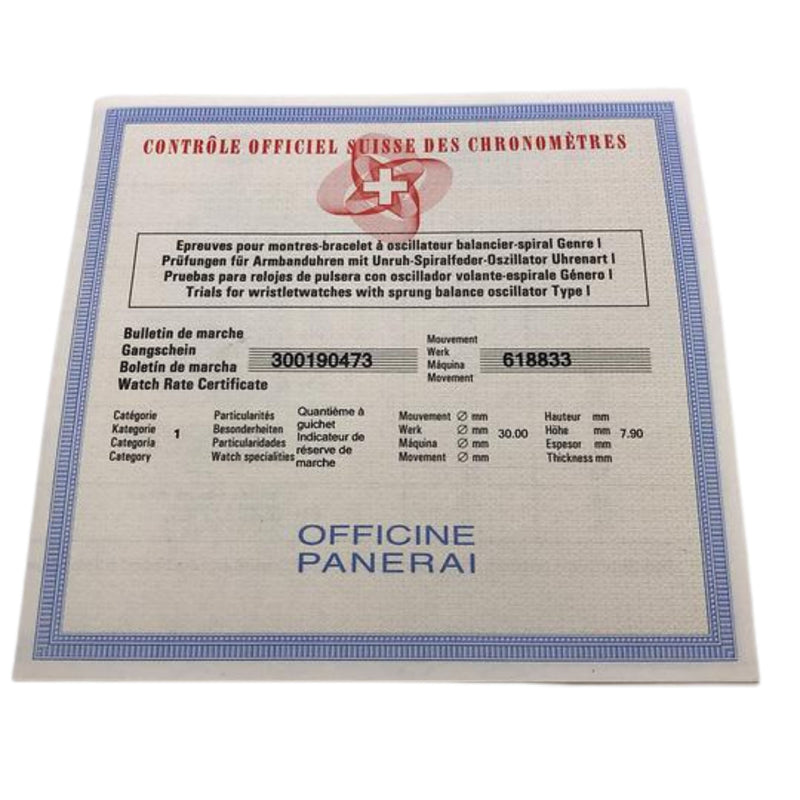 CONTRÔLE OFFICIEL SUISSE DES CHRONOMÈTRES
Epreuves pour montres-bracelet à oscillateur balancier-spiral Genre I
Prüfungen für Armbanduhren mit Unruh-Spiralfeder-Oszillator Uhrenart I
Pruebas para relojes de pulsera con oscilador volante-espirale Género I
Trials for wristletwatches with sprung balance oscillator Type I
Bulletin de marche
Gangschein
Boletín de marcha
Watch Rate Certificate
300190473
Mouvement
Werk
Máquina
Movement
618833
Catégorie
Kategorie
Categoria
Category
1
Particularités
Besonderheiten
Particularidades
Watch specialities
Quantième à
guichet
Indicateur de
réserve de
marche
Mouvement Ø mm
Werk Ø mm
Máquina Ø mm
Movement Ø mm
30.00
Hauteur mm
Höhe mm
Espesor mm
Thickness mm
7.90
OFFICINE
PANERAI